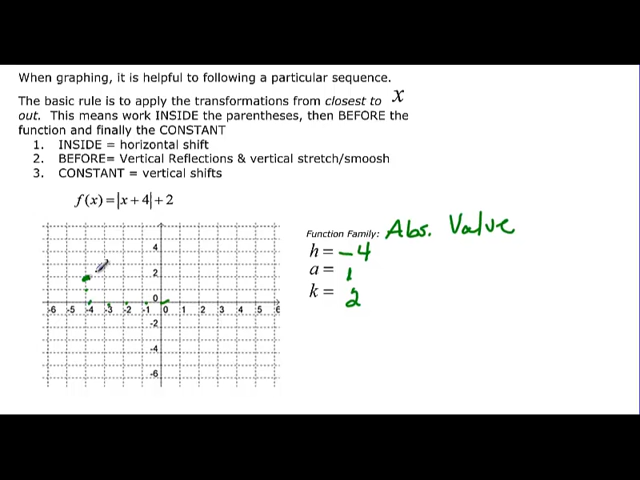 When graphing, it is helpful to following a particular sequence.
The basic rule is to apply the transformations from closest to x
out. This means work INSIDE the parentheses, then BEFORE the
function and finally the CONSTANT
1. INSIDE = horizontal shift
2. BEFORE= Vertical Reflections & vertical stretch/smoosh
3. CONSTANT = vertical shifts
f(x)=|x+4|+2
Function Family: Abs. Value
h = -4
a = 1
k = 2
4
2
0
-6 -5 -4 -3 -2 -1 0 1 2 3 4 5 6
-2
-4
-6